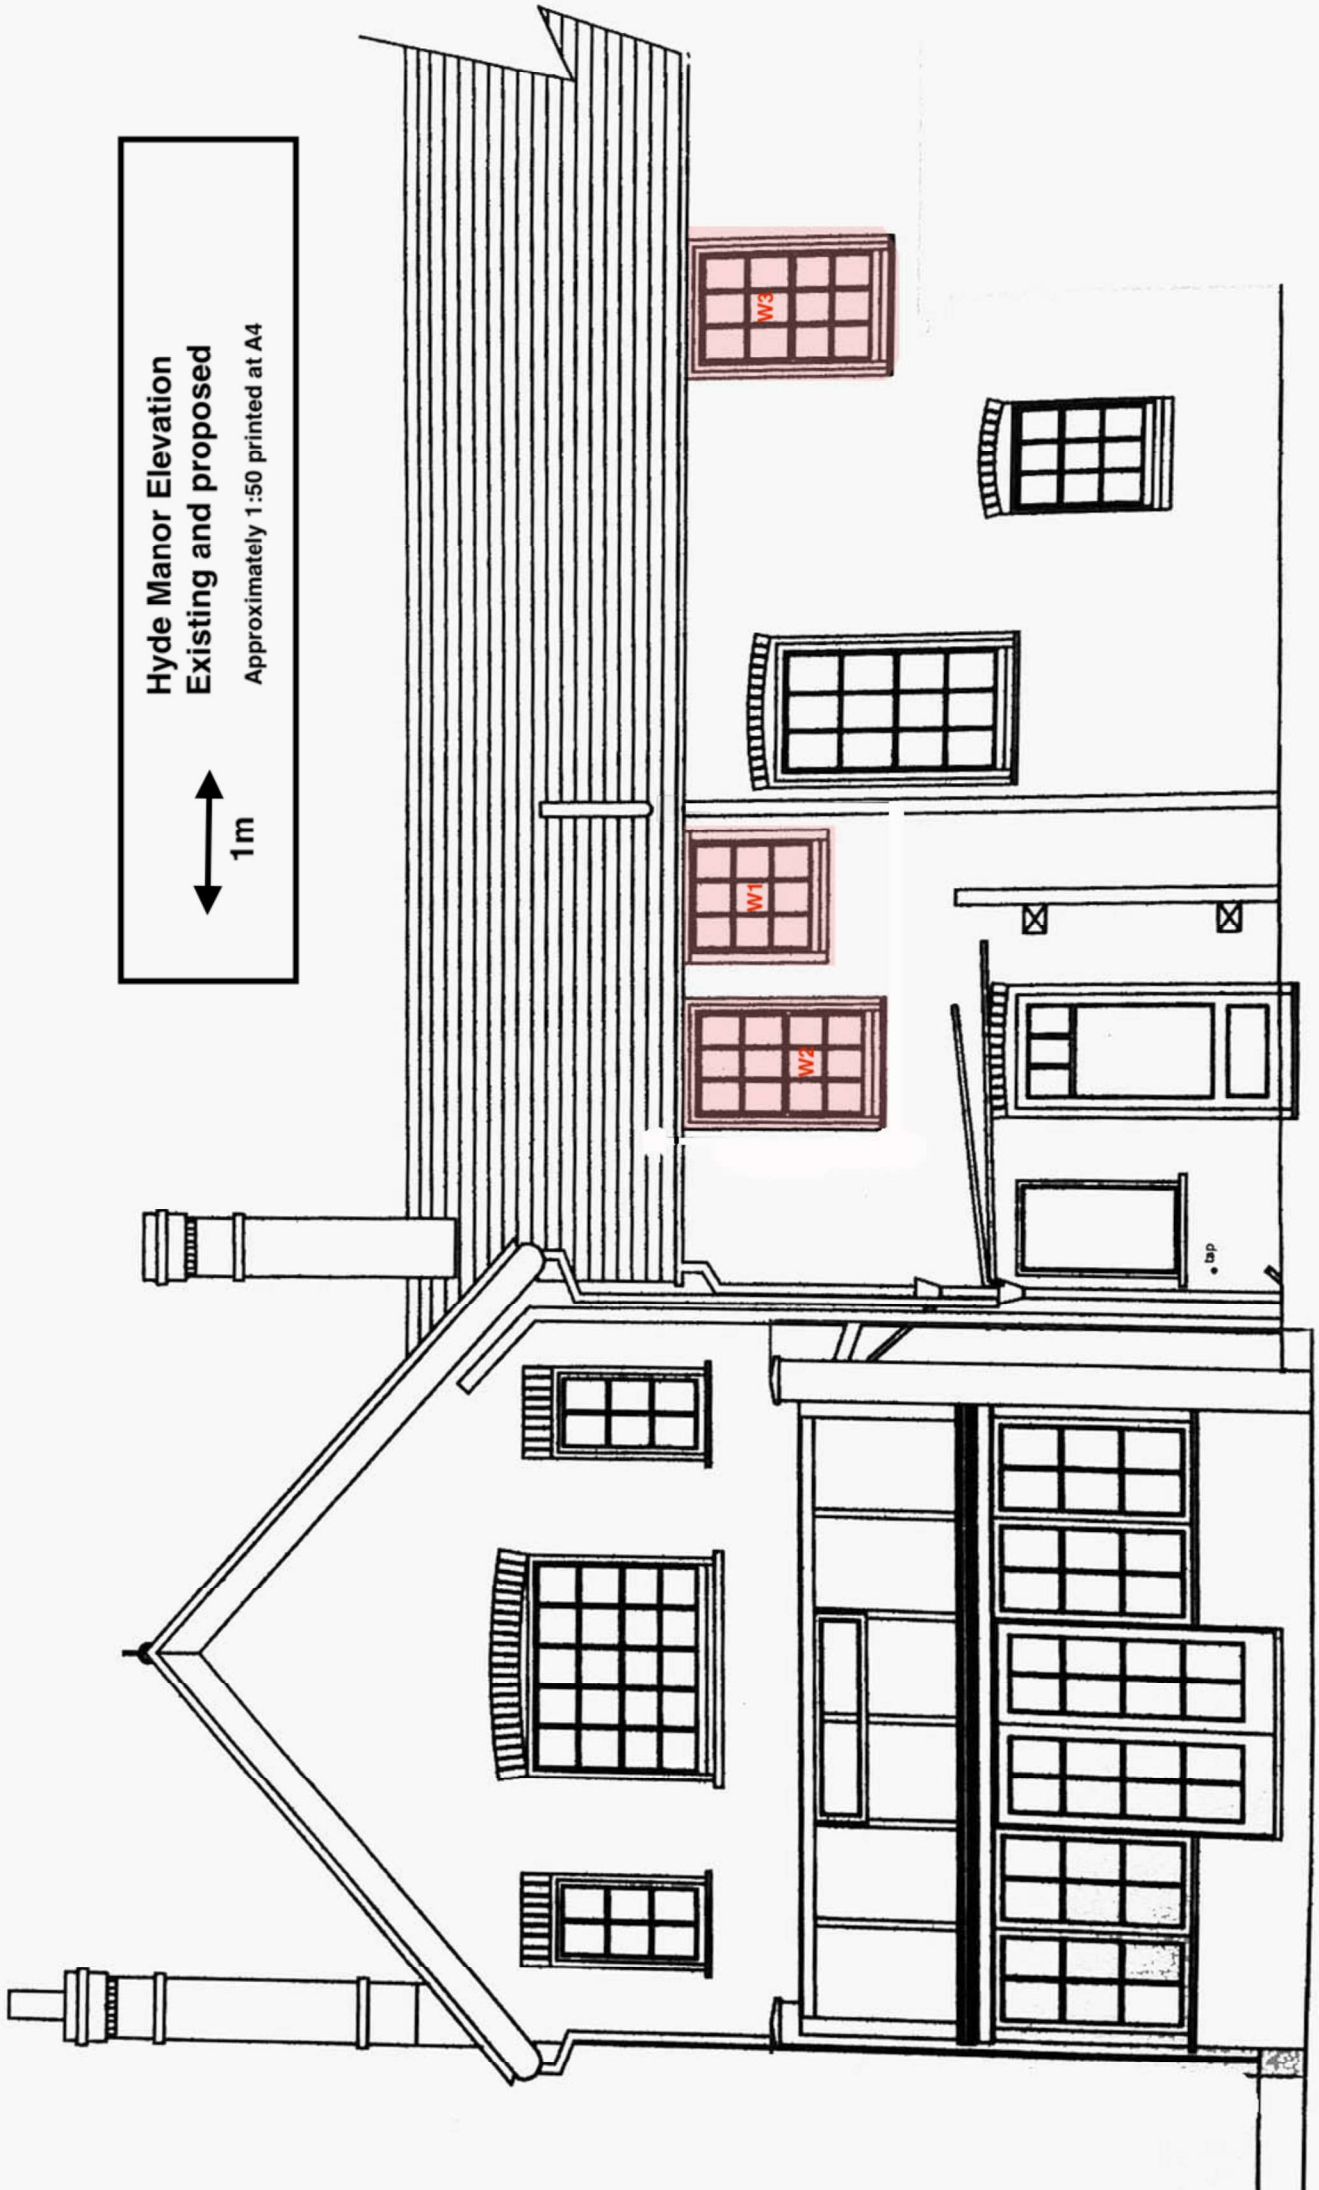 Hyde Manor Elevation
Existing and proposed
Approximately 1:50 printed at A4
1m
W2
W1
W3
tap